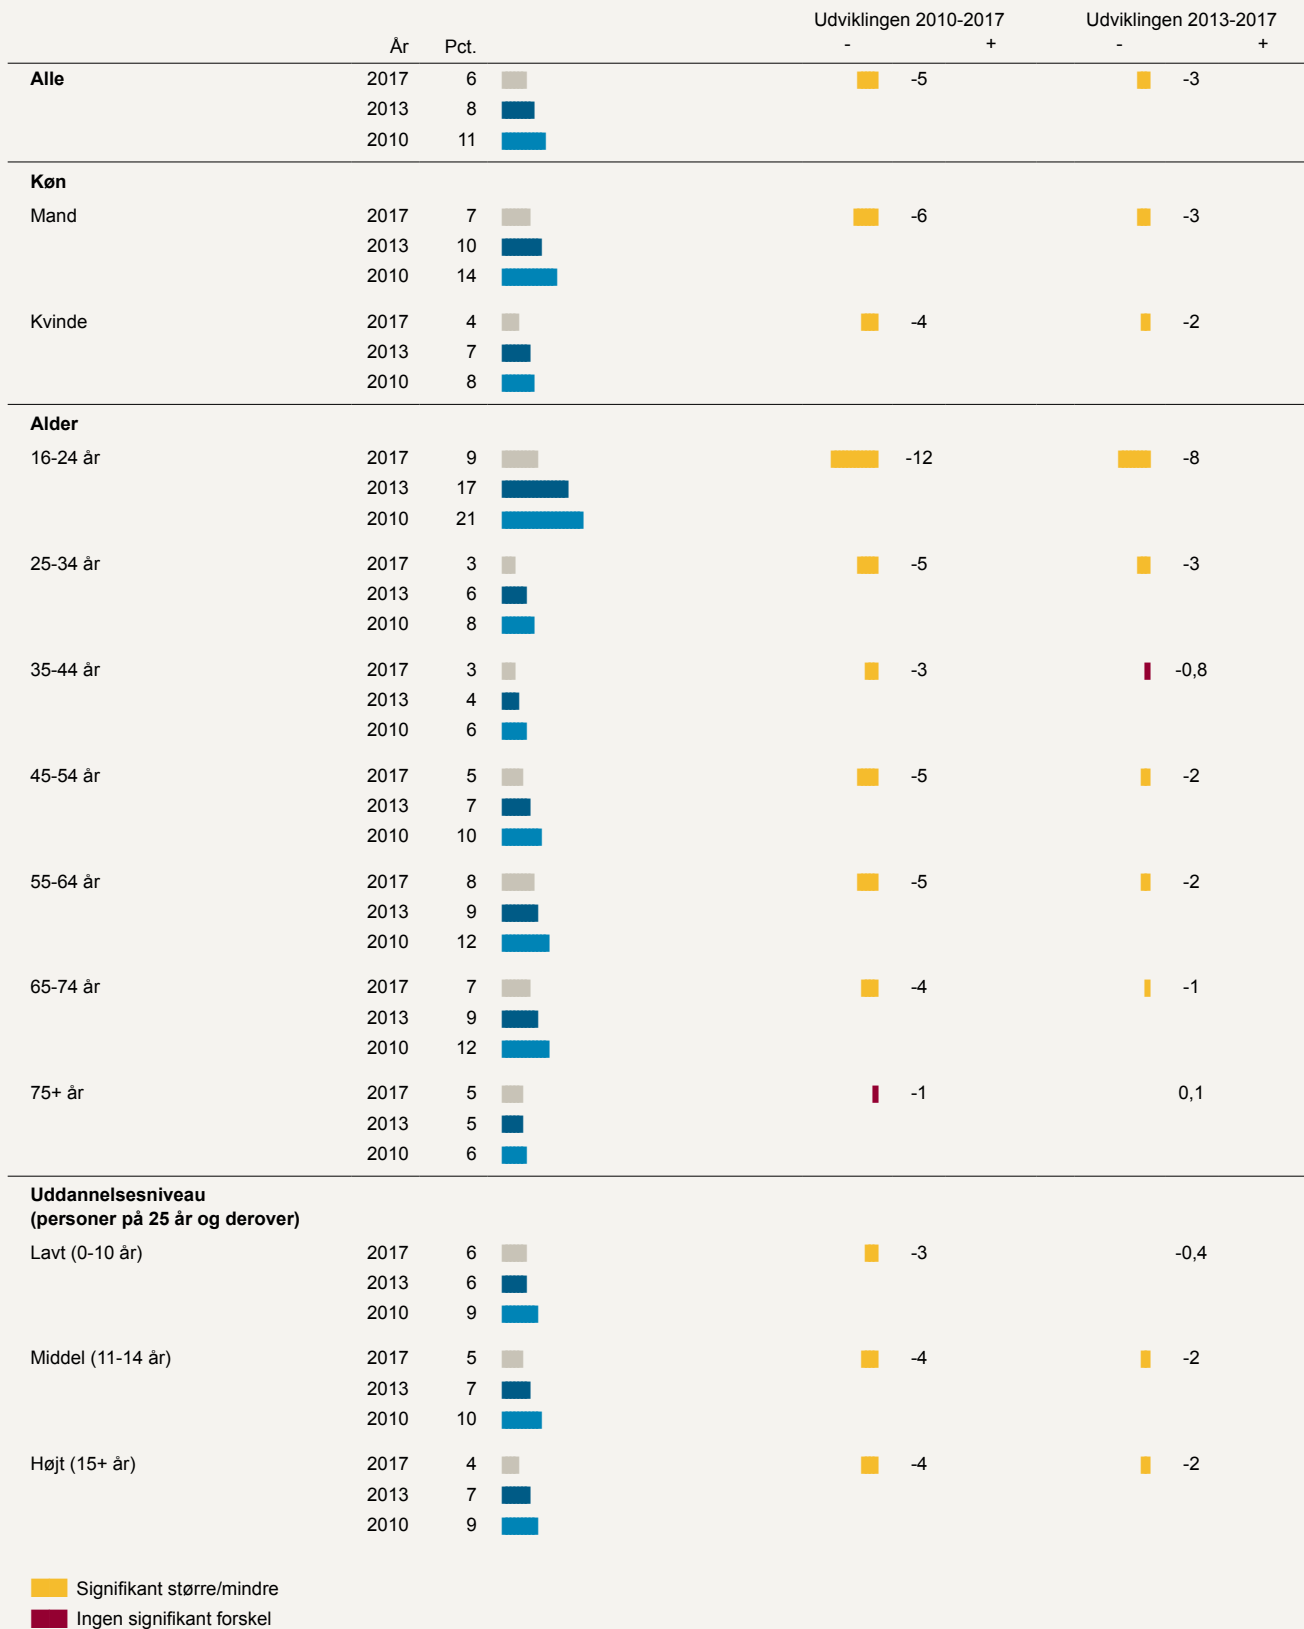 Udviklingen 2010-2017 Udviklingen 2013-2017
År Pct. - + - +
Alle 2017 6 -5 -3
2013 8
2010 11
Køn
Mand 2017 7 -6 -3
2013 10
2010 14
Kvinde 2017 4 -4 -2
2013 7
2010 8
Alder
16-24 år 2017 9 -12 -8
2013 17
2010 21
25-34 år 2017 3 -5 -3
2013 6
2010 8
35-44 år 2017 3 -3 -0,8
2013 4
2010 6
45-54 år 2017 5 -5 -2
2013 7
2010 10
55-64 år 2017 8 -5 -2
2013 9
2010 12
65-74 år 2017 7 -4 -1
2013 9
2010 12
75+ år 2017 5 -1 0,1
2013 5
2010 6
Uddannelsesniveau
(personer på 25 år og derover)
Lavt (0-10 år) 2017 6 -3 -0,4
2013 6
2010 9
Middel (11-14 år) 2017 5 -4 -2
2013 7
2010 10
Højt (15+ år) 2017 4 -4 -2
2013 7
2010 9
Signifikant større/mindre
Ingen signifikant forskel